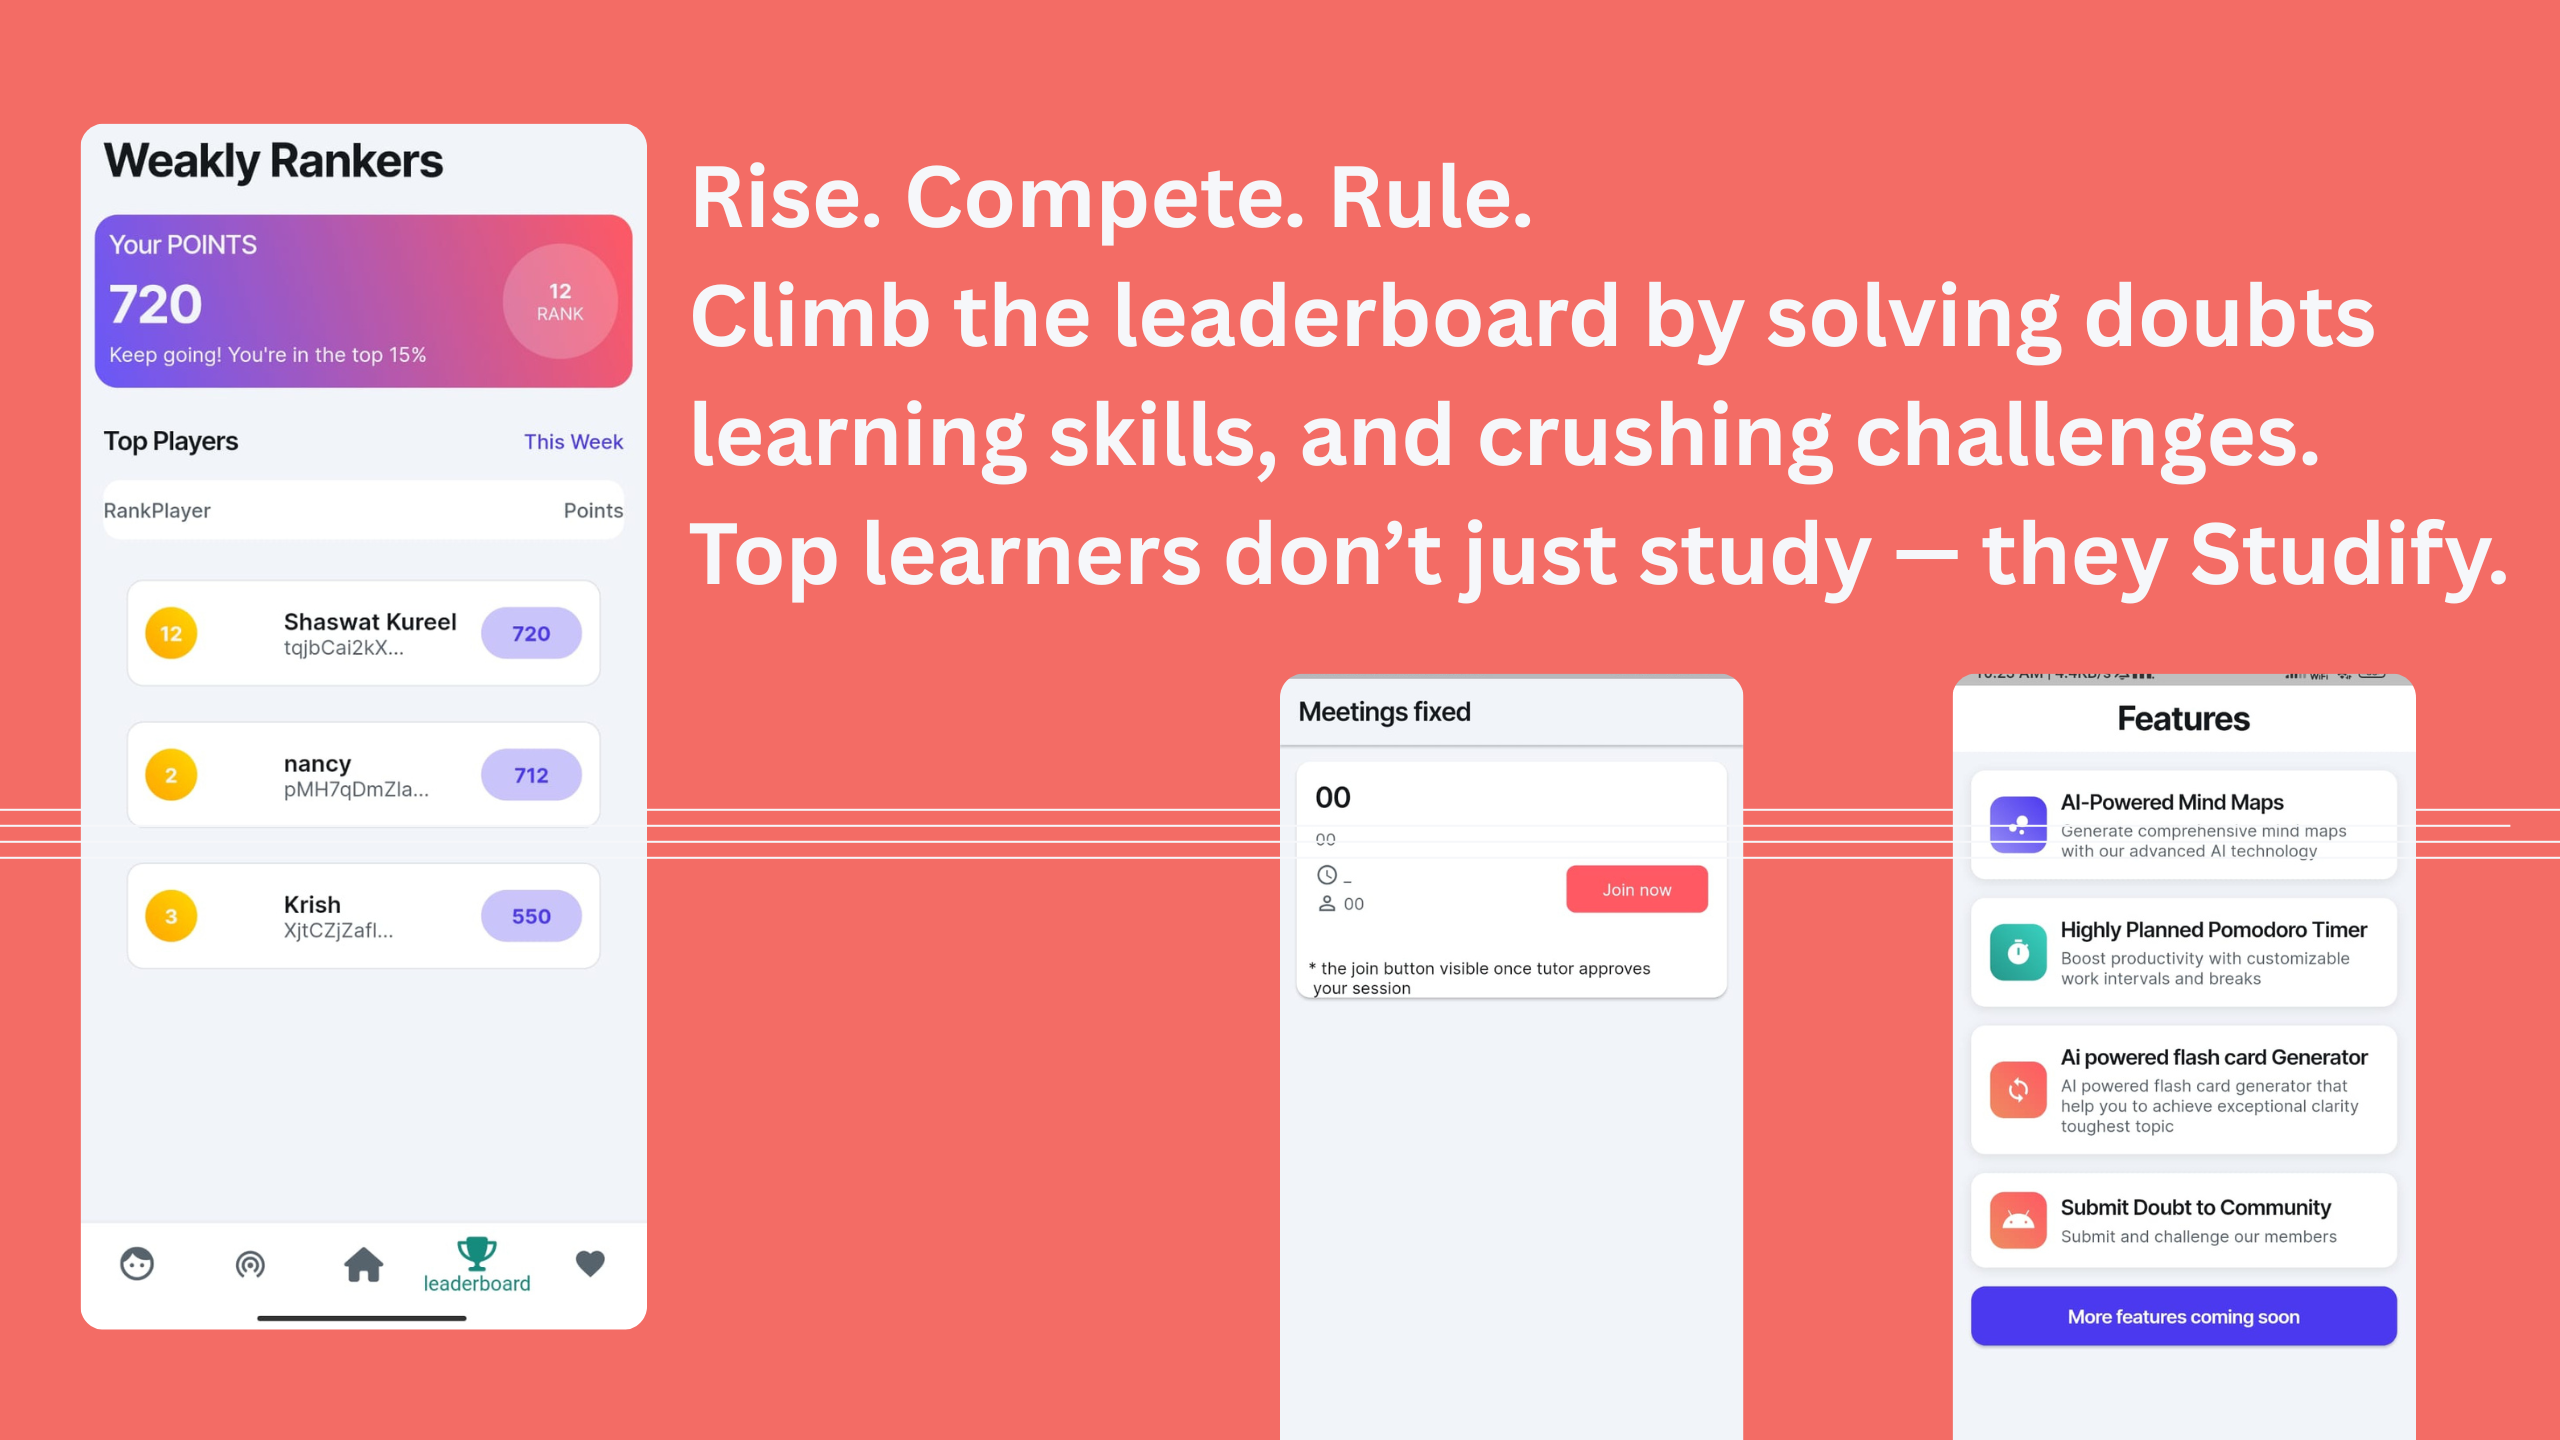 Weakly Rankers
Your POINTS
720
Keep going! You're in the top 15%
12
RANK
Top Players
This Week
RankPlayer Points
12 Shaswat Kureel 720
tqjbCai2kX...
2 nancy 712
pMH7qDmZla...
3 Krish 550
XjtCZjZafl...
leaderboard
Rise. Compete. Rule.
Climb the leaderboard by solving doubts
learning skills, and crushing challenges.
Top learners don’t just study — they Studify.
Meetings fixed
00
00
_
00
Join now
* the join button visible once tutor approves
your session
Features
AI-Powered Mind Maps
Generate comprehensive mind maps
with our advanced AI technology
Highly Planned Pomodoro Timer
Boost productivity with customizable
work intervals and breaks
Ai powered flash card Generator
AI powered flash card generator that
help you to achieve exceptional clarity
toughest topic
Submit Doubt to Community
Submit and challenge our members
More features coming soon